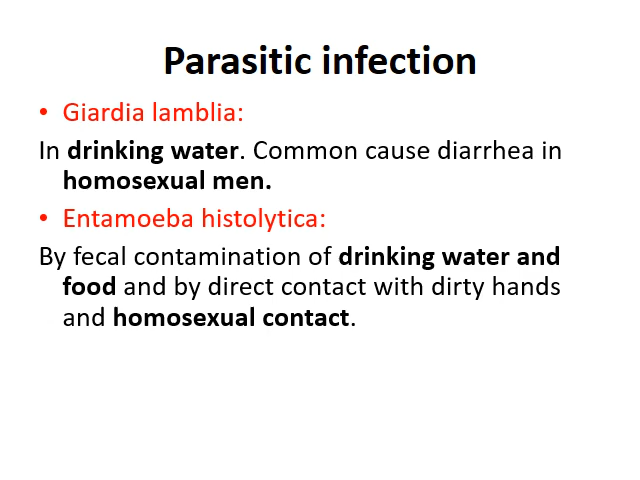 Parasitic infection
• Giardia lamblia:
In drinking water. Common cause diarrhea in
homosexual men.
• Entamoeba histolytica:
By fecal contamination of drinking water and
food and by direct contact with dirty hands
and homosexual contact.